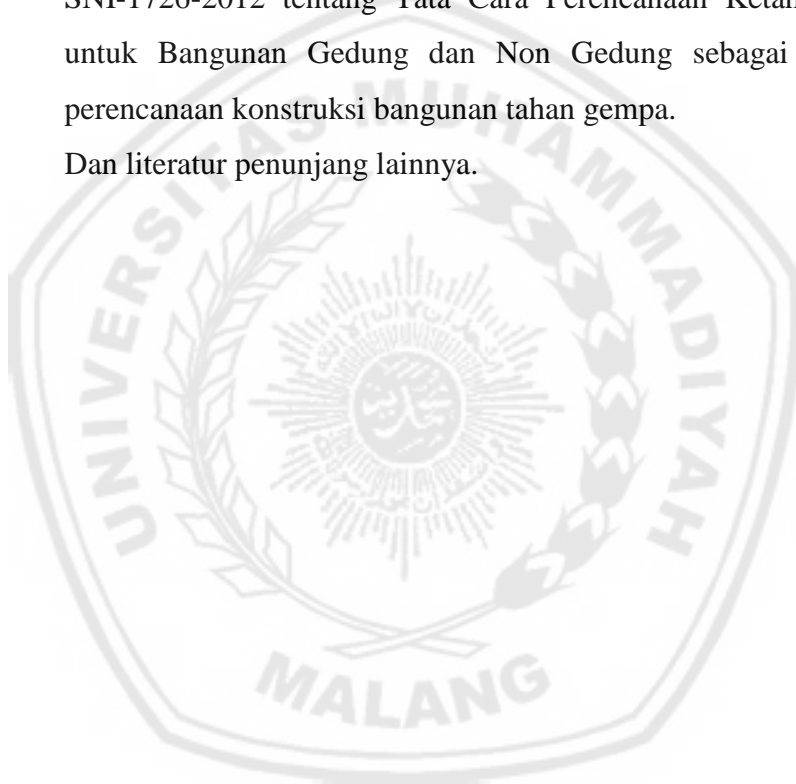 SNI-1726-2012 tentang Tata Cara Perencanaan Ketah
untuk Bangunan Gedung dan Non Gedung sebagai
perencanaan konstruksi bangunan tahan gempa.
Dan literatur penunjang lainnya.
UNIVERSITAS MUHAMMADIYAH
MALANG